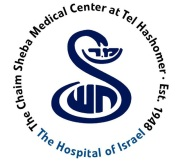 The Chaim Sheba Medical Center at Tel Hashomer · Est. 1948
The Hospital of Israel